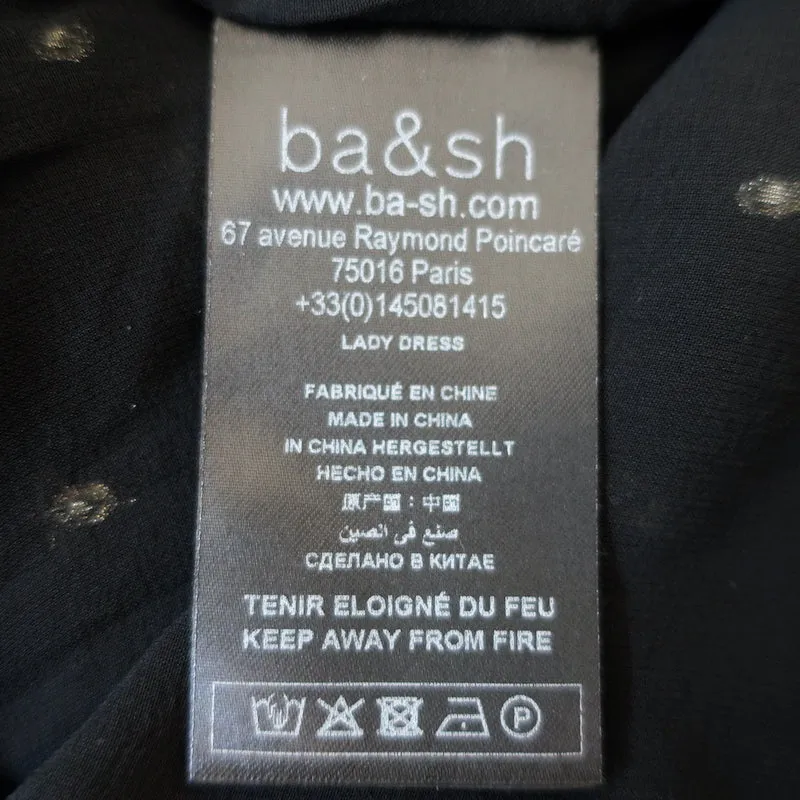 ba&sh
www.ba-sh.com
67 avenue Raymond Poincaré
75016 Paris
+33(0)145081415
LADY DRESS
FABRIQUÉ EN CHINE
MADE IN CHINA
IN CHINA HERGESTELLT
HECHO EN CHINA
原产国：中国
صنع في الصين
СДЕЛАНО В КИТАЕ
TENIR ELOIGNÉ DU FEU
KEEP AWAY FROM FIRE
P